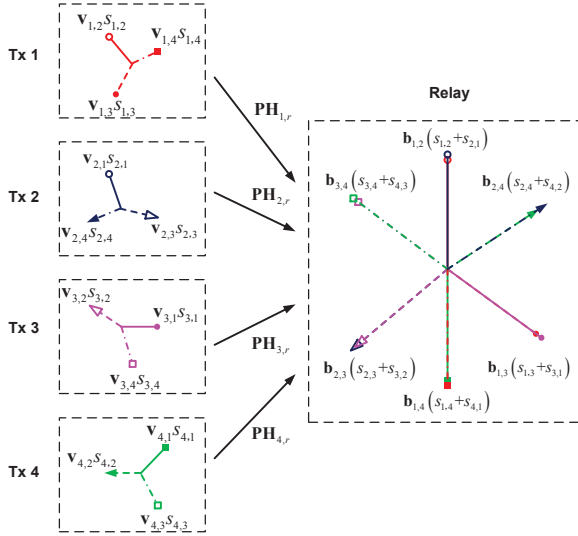 Tx 1
𝐯₁,₂s₁,₂
𝐯₁,₄s₁,₄
𝐯₁,₃s₁,₃
𝐏𝐇₁,ᵣ
Tx 2
𝐯₂,₁s₂,₁
𝐯₂,₄s₂,₄
𝐯₂,₃s₂,₃
𝐏𝐇₂,ᵣ
Tx 3
𝐯₃,₂s₃,₂
𝐯₃,₁s₃,₁
𝐯₃,₄s₃,₄
𝐏𝐇₃,ᵣ
Tx 4
𝐯₄,₁s₄,₁
𝐯₄,₂s₄,₂
𝐯₄,₃s₄,₃
𝐏𝐇₄,ᵣ
Relay
𝐛₁,₂(s₁,₂+s₂,₁)
𝐛₃,₄(s₃,₄+s₄,₃)
𝐛₂,₄(s₂,₄+s₄,₂)
𝐛₂,₃(s₂,₃+s₃,₂)
𝐛₁,₃(s₁,₃+s₃,₁)
𝐛₁,₄(s₁,₄+s₄,₁)